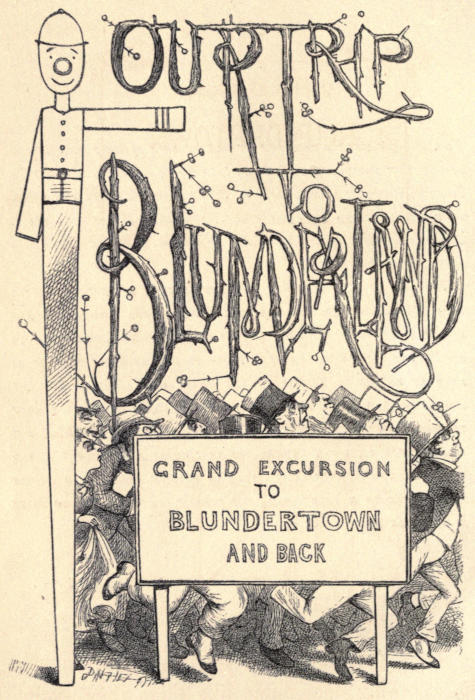 OUR TRIP
TO
BLUNDERLAND
GRAND EXCURSION
TO
BLUNDERTOWN
AND BACK